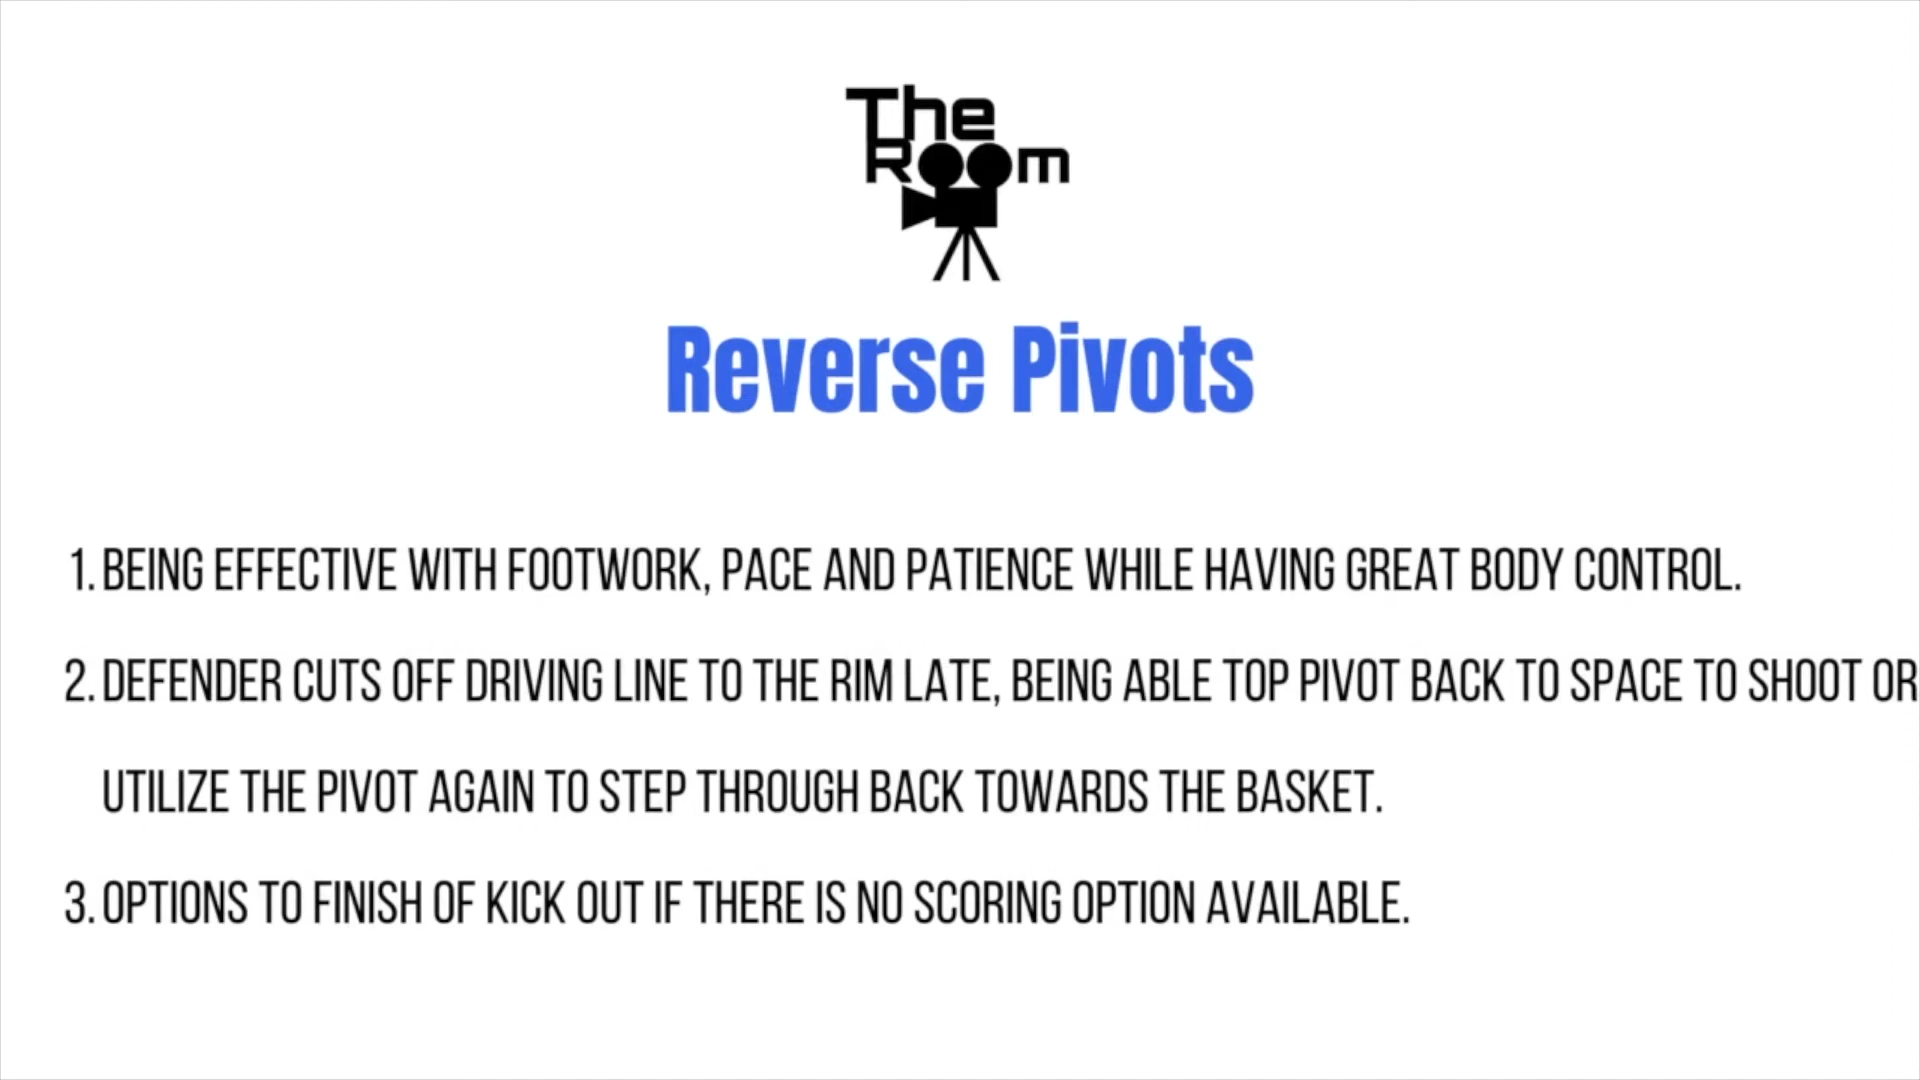 The
Room
Reverse Pivots
1. BEING EFFECTIVE WITH FOOTWORK, PACE AND PATIENCE WHILE HAVING GREAT BODY CONTROL.
2. DEFENDER CUTS OFF DRIVING LINE TO THE RIM LATE, BEING ABLE TOP PIVOT BACK TO SPACE TO SHOOT OR
UTILIZE THE PIVOT AGAIN TO STEP THROUGH BACK TOWARDS THE BASKET.
3. OPTIONS TO FINISH OF KICK OUT IF THERE IS NO SCORING OPTION AVAILABLE.